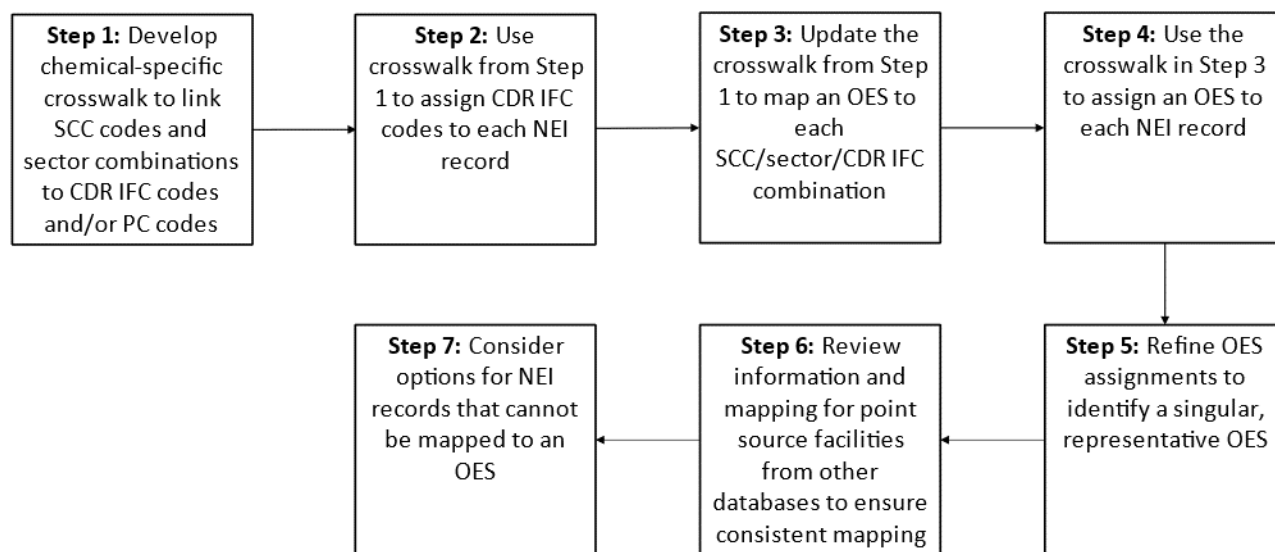 Step 1: Develop
chemical-specific
crosswalk to link
SCC codes and
sector combinations
to CDR IFC codes
and/or PC codes
Step 2: Use
crosswalk from Step
1 to assign CDR IFC
codes to each NEI
record
Step 3: Update the
crosswalk from Step
1 to map an OES to
each
SCC/sector/CDR IFC
combination
Step 4: Use the
crosswalk in Step 3
to assign an OES to
each NEI record
Step 5: Refine OES
assignments to
identify a singular,
representative OES
Step 6: Review
information and
mapping for point
source facilities
from other
databases to ensure
consistent mapping
Step 7: Consider
options for NEI
records that cannot
be mapped to an
OES